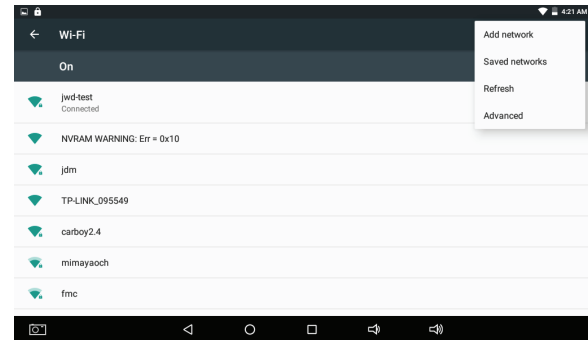 4:21 AM
Wi-Fi
On
Add network
Saved networks
Refresh
Advanced
jwd-test
Connected
NVRAM WARNING: Err = 0x10
jdm
TP-LINK_095549
carboy2.4
mimayaoch
fmc